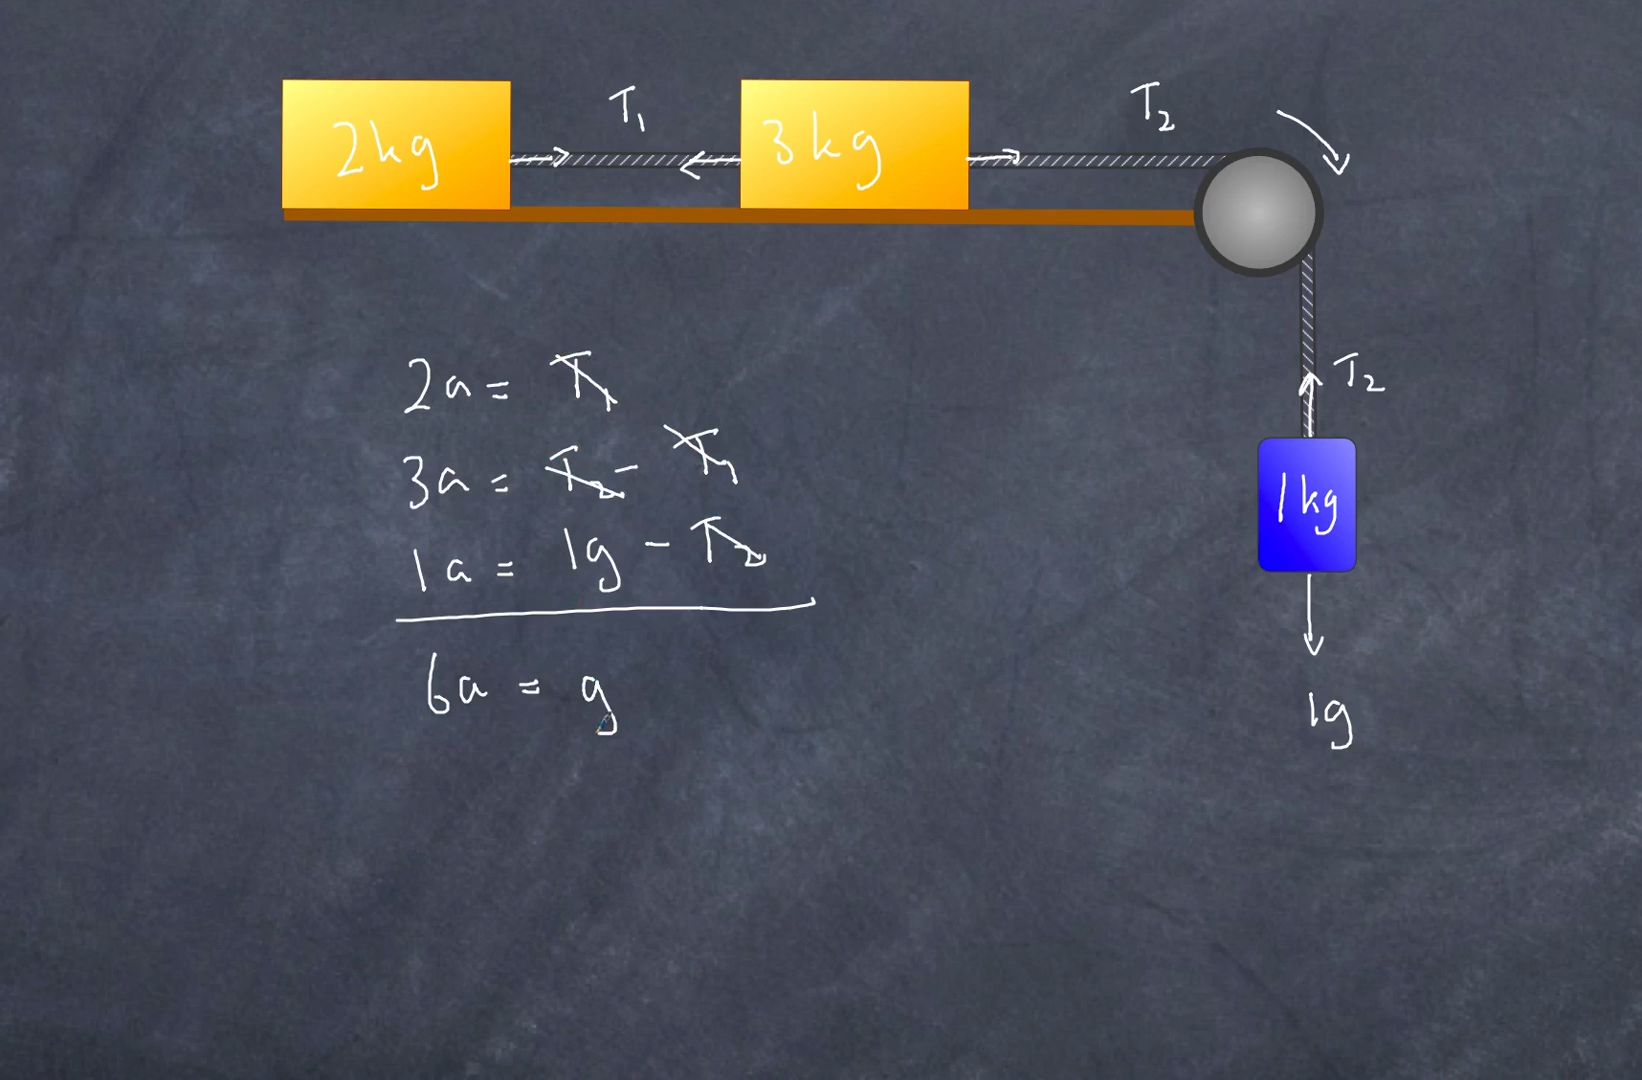 T₁
T₂
2kg
3kg
2a = T₁
T₂
3a = T₂ - T₁
1kg
1a = 1g - T₂
6a = g
1g